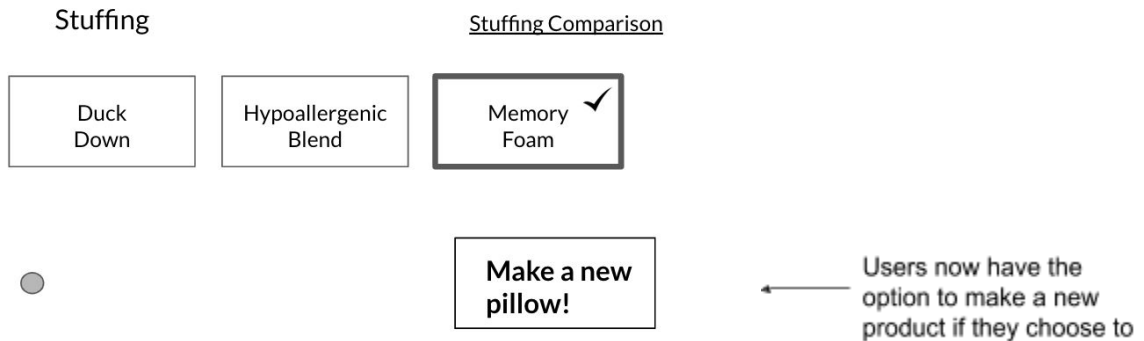 Stuffing
Stuffing Comparison
Duck
Down
Hypoallergenic
Blend
Memory
Foam
Make a new
pillow!
Users now have the
option to make a new
product if they choose to